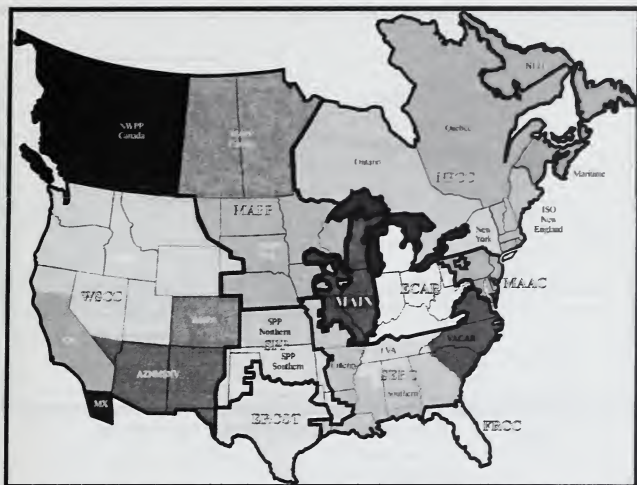 NWPP
Canada
Quebec
Ontario
NPCC
Maritime
MAPP
New
York
ISO
New
England
WSCC
ECAR
MAAC
MAIN
SPP
Northern
SPP
SPP
Southern
Entergy
TVA
VACAR
SERC
Southern
AZNMSNV
MX
ERCOT
FRCC